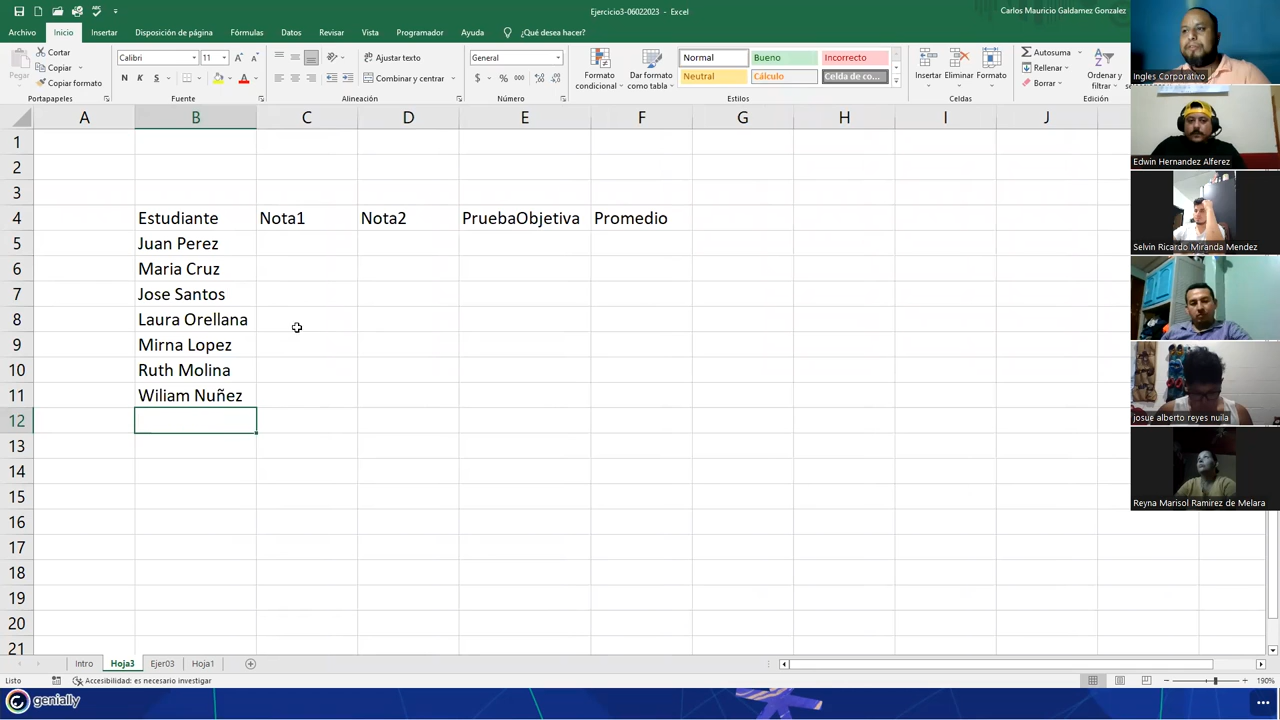 Ejercicio3-06022023 - Excel
Carlos Mauricio Galdamez Gonzalez
Archivo Inicio Insertar Disposición de página Fórmulas Datos Revisar Vista Programador Ayuda ¿Qué desea hacer?
Pegar
Cortar
Copiar
Copiar formato
Portapapeles
Calibri 11
N K S
Fuente
Ajustar texto
Combinar y centrar
Alineación
General
$ % 000
Número
Formato condicional
Dar formato como tabla
Normal Bueno Incorrecto
Neutral Cálculo Celda de co...
Estilos
Insertar Eliminar Formato
Celdas
Autosuma
Rellenar
Borrar
Ordenar y filtrar
Edición
A B C D E F G H I J
1
2
3
4 Estudiante Nota1 Nota2 PruebaObjetiva Promedio
5 Juan Perez
6 Maria Cruz
7 Jose Santos
8 Laura Orellana
9 Mirna Lopez
10 Ruth Molina
11 Wiliam Nuñez
12
13
14
15
16
17
18
19
20
21
Intro Hoja3 Ejer03 Hoja1
Listo Accesibilidad: es necesario investigar 190%
genially
Ingles Corporativo
Edwin Hernandez Alferez
Selvin Ricardo Miranda Mendez
josue alberto reyes nuila
Reyna Marisol Ramírez de Melara